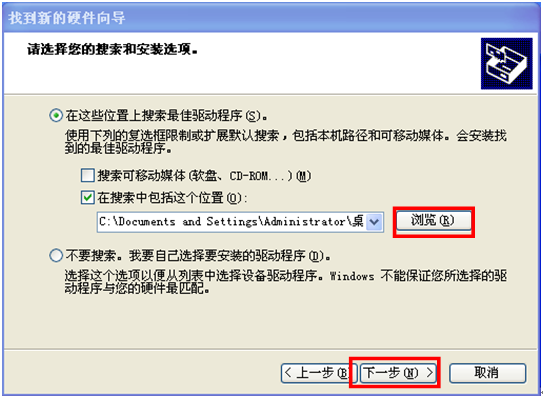 找到新的硬件向导
请选择您的搜索和安装选项。
在这些位置上搜索最佳驱动程序(S)。
使用下列的复选框限制或扩展默认搜索，包括本机路径和可移动媒体。会安装找
到的最佳驱动程序。
搜索可移动媒体(软盘、CD-ROM...)(M)
在搜索中包括这个位置(O):
C:\Documents and Settings\Administrator\桌
浏览(R)
不要搜索。我要自己选择要安装的驱动程序(D)。
选择这个选项以便从列表中选择设备驱动程序。Windows 不能保证您所选择的驱
动程序与您的硬件最匹配。
< 上一步(B 下一步(N) > 取消